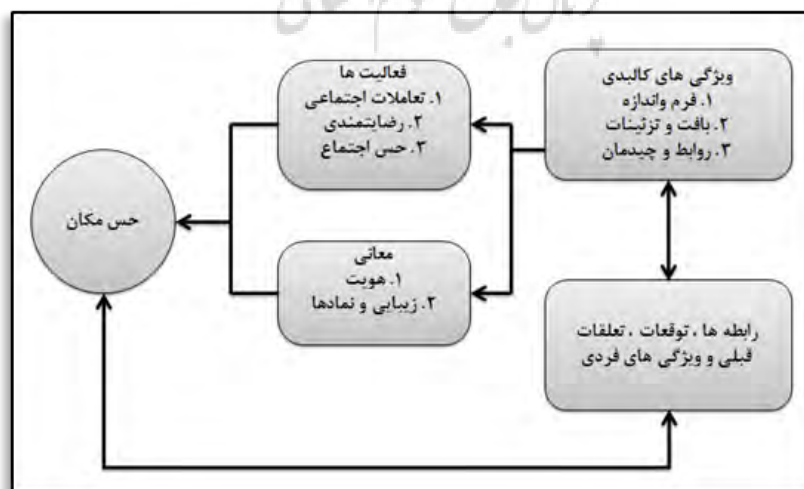 ویژگی های کالبدی
۱. فرم واندازه
۲. بافت و تزئینات
۳. روابط و چیدمان
فعالیت ها
۱. تعاملات اجتماعی
۲. رضایتمندی
۳. حس اجتماع
معانی
۱. هویت
۲. زیبایی و نمادها
حس مکان
رابطه ها ، توقعات ، تعلقات
قبلی و ویژگی های فردی